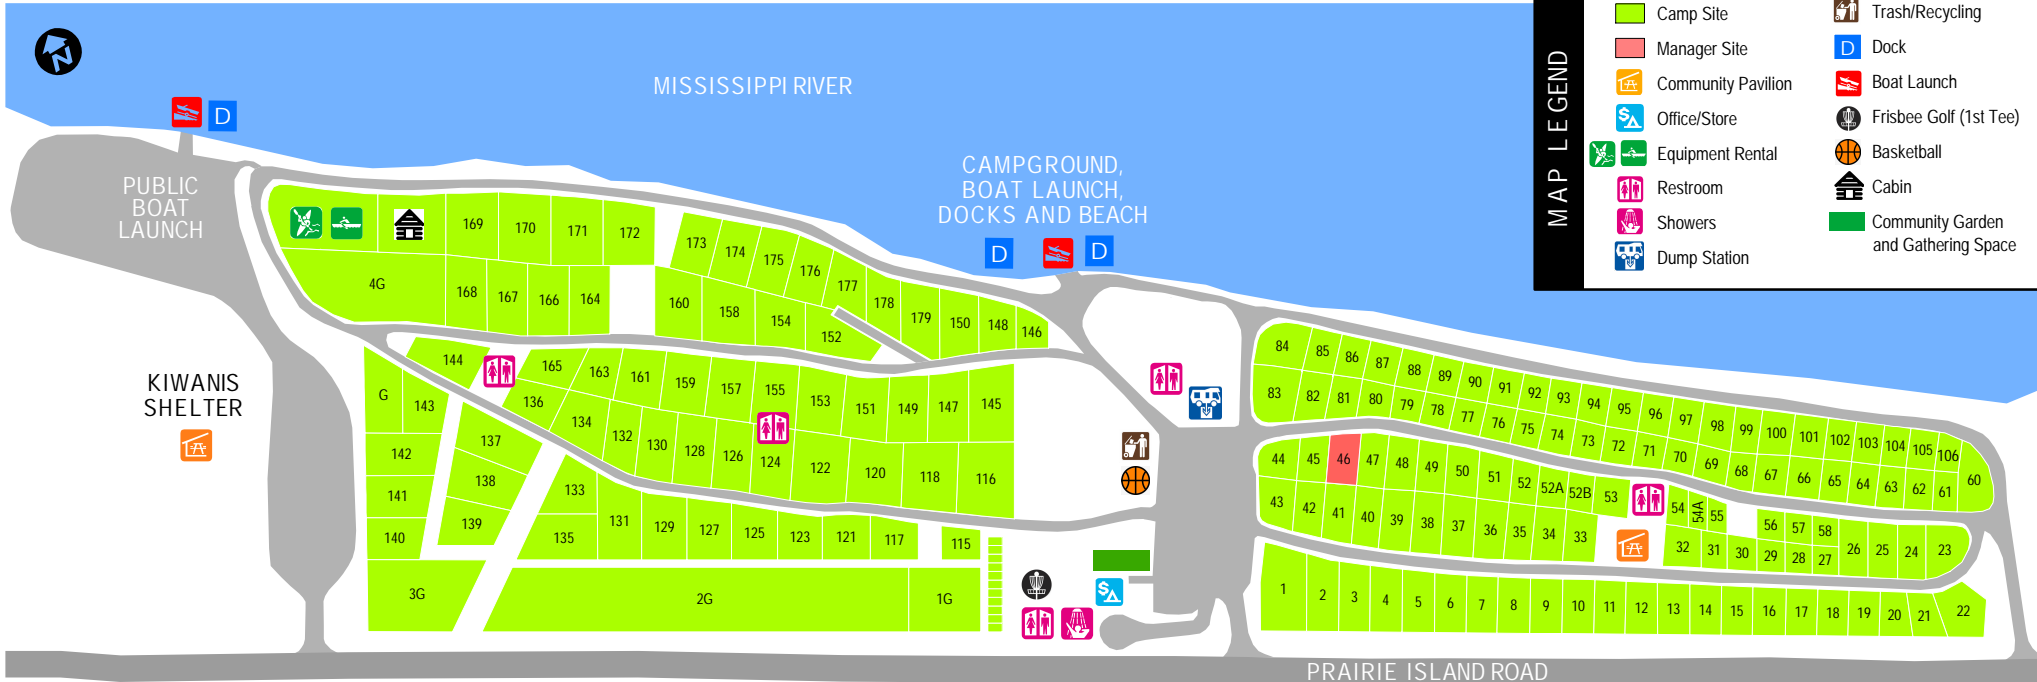 N
MISSISSIPPI RIVER
D
PUBLIC
BOAT
LAUNCH
CAMPGROUND,
BOAT LAUNCH,
DOCKS AND BEACH
D
D
KIWANIS
SHELTER
MAP LEGEND
Camp Site
Manager Site
Community Pavilion
$ Office/Store
Equipment Rental
Restroom
Showers
Dump Station
Trash/Recycling
D Dock
Boat Launch
Frisbee Golf (1st Tee)
Basketball
Cabin
Community Garden
and Gathering Space
169 170 171 172
173 174 175 176 177 178 179 150 148 146
4G 168 167 166 164
160 158 154 152
144 165 163 161 159 157 155 153 151 149 147 145
G 143 136 134 132 130 128 126 124 122 120 118 116
142 137
141 138
140 139
133 131 129 127 125 123 121 117 115
135
3G 2G 1G
$
84 85 86 87 88 89 90 91 92 93 94 95 96 97 98 99 100 101 102 103 104 105 106
83 82 81 80 79 78 77 76 75 74 73 72 71 70 69 68 67 66 65 64 63 62 61 60
44 45 46 47 48 49 50 51 52 52A 52B 53 54 54A 55 56 57 58
43 42 41 40 39 38 37 36 35 34 33 32 31 30 29 28 27 26 25 24 23
1 2 3 4 5 6 7 8 9 10 11 12 13 14 15 16 17 18 19 20 21 22
PRAIRIE ISLAND ROAD